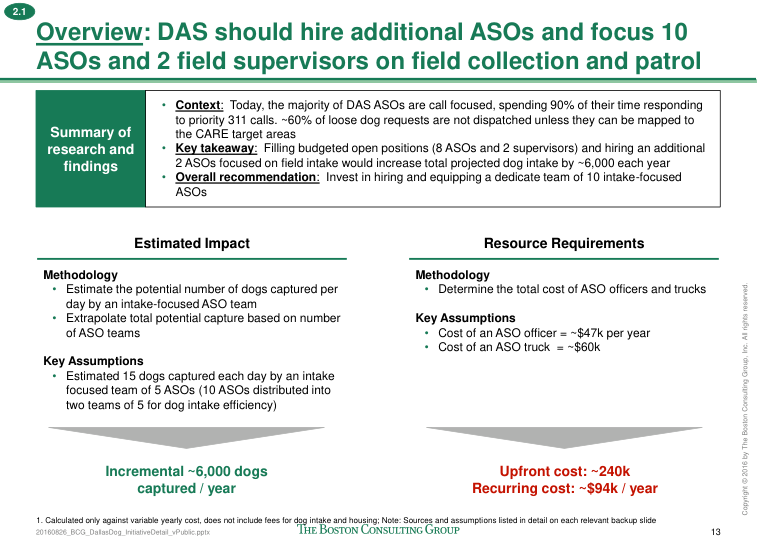 2.1
Overview: DAS should hire additional ASOs and focus 10
ASOs and 2 field supervisors on field collection and patrol
Summary of
research and
findings
• Context: Today, the majority of DAS ASOs are call focused, spending 90% of their time responding
to priority 311 calls. ~60% of loose dog requests are not dispatched unless they can be mapped to
the CARE target areas
• Key takeaway: Filling budgeted open positions (8 ASOs and 2 supervisors) and hiring an additional
2 ASOs focused on field intake would increase total projected dog intake by ~6,000 each year
• Overall recommendation: Invest in hiring and equipping a dedicate team of 10 intake-focused
ASOs
Estimated Impact
Methodology
• Estimate the potential number of dogs captured per
day by an intake-focused ASO team
• Extrapolate total potential capture based on number
of ASO teams
Key Assumptions
• Estimated 15 dogs captured each day by an intake
focused team of 5 ASOs (10 ASOs distributed into
two teams of 5 for dog intake efficiency)
Incremental ~6,000 dogs
captured / year
Resource Requirements
Methodology
• Determine the total cost of ASO officers and trucks
Key Assumptions
• Cost of an ASO officer = ~$47k per year
• Cost of an ASO truck = ~$60k
Upfront cost: ~240k
Recurring cost: ~$94k / year
1. Calculated only against variable yearly cost, does not include fees for dog intake and housing; Note: Sources and assumptions listed in detail on each relevant backup slide
20160826_BCG_DallasDog_InitiativeDetail_vPublic.pptx
THE BOSTON CONSULTING GROUP
13
Copyright © 2016 by The Boston Consulting Group, Inc. All rights reserved.